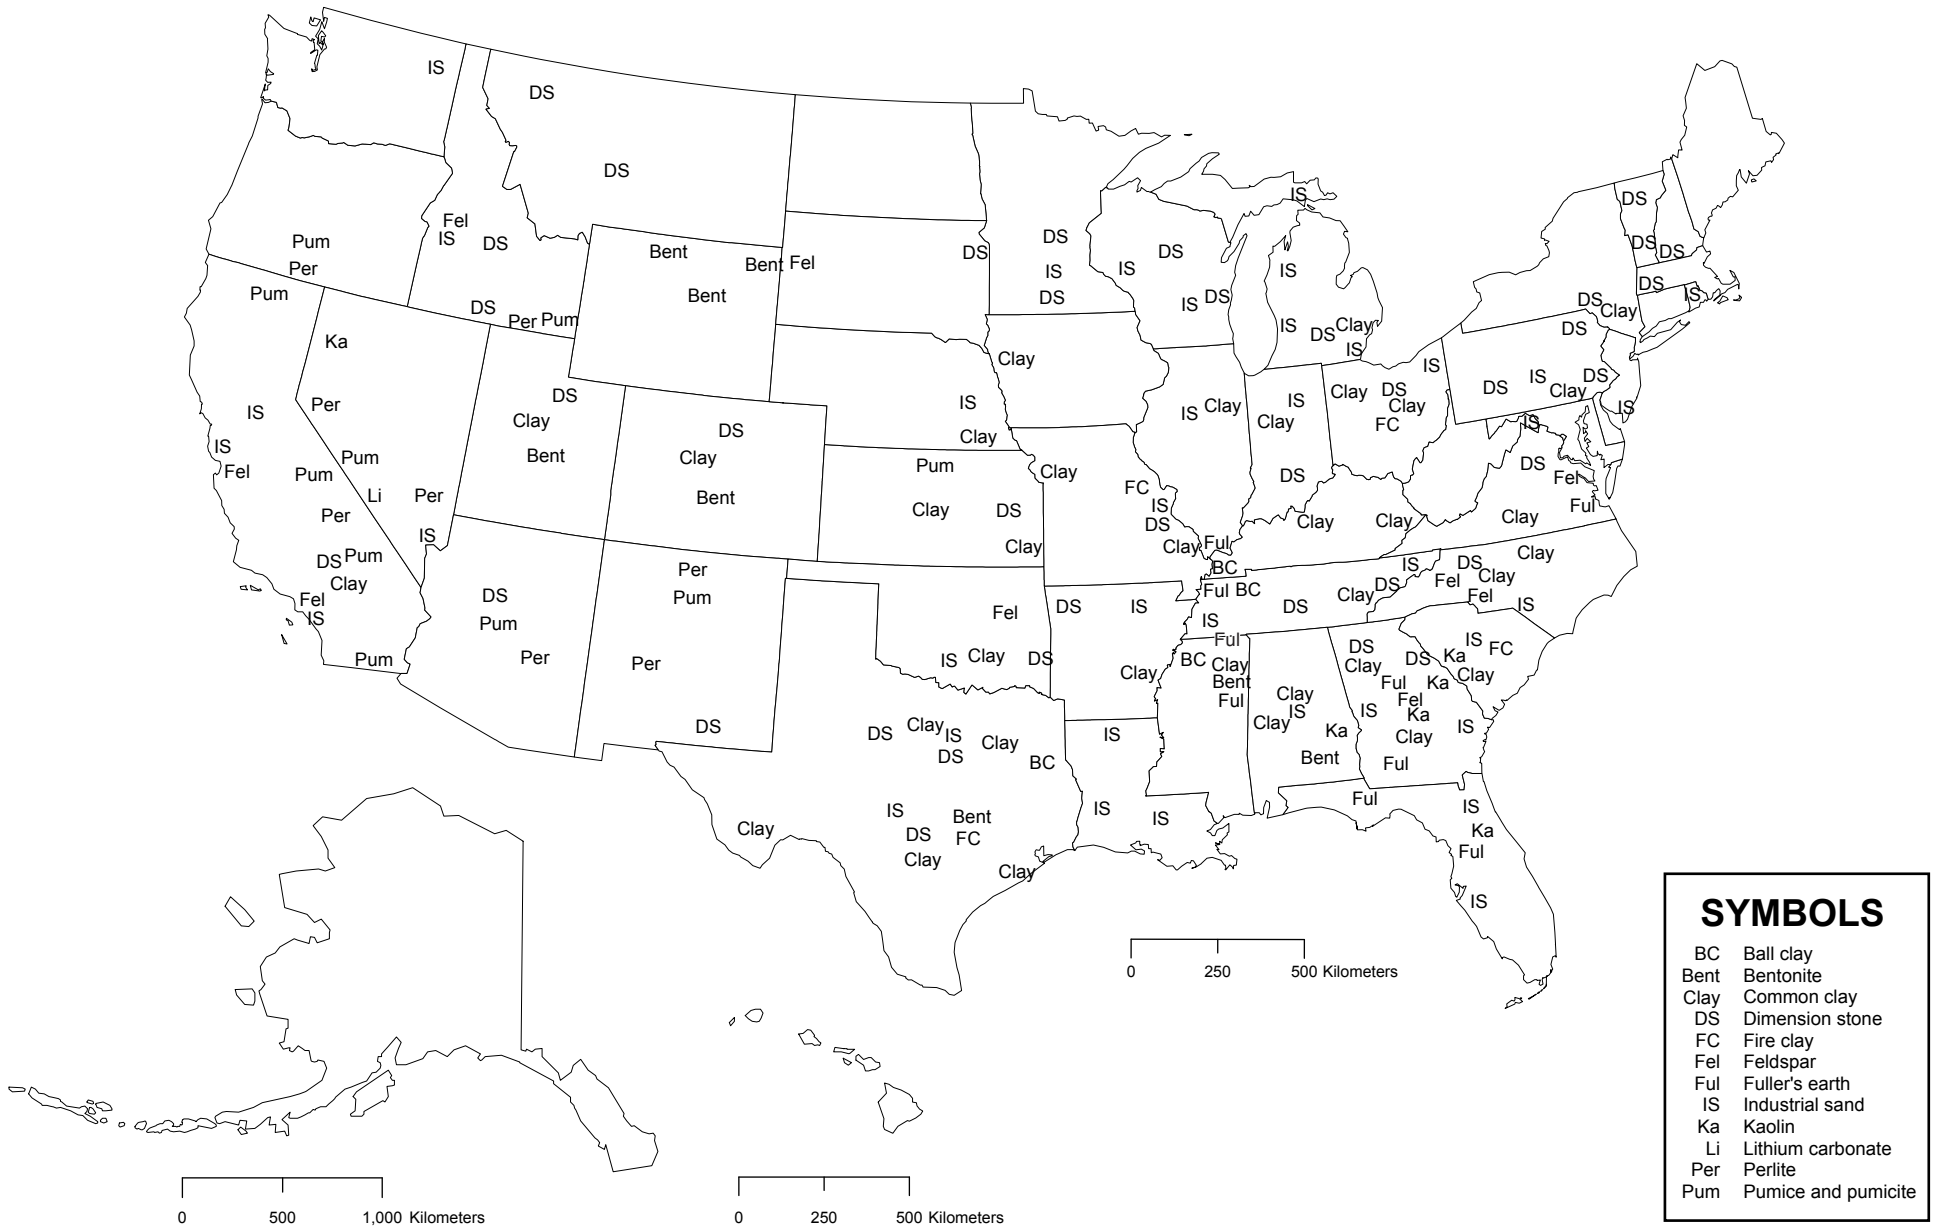 IS
DS
DS
IS
DS
Fel
IS
DS
DS
DS
DS
Pum
Bent
DS
DS
DS
Per
Bent
Fel
IS
IS
IS
DS
Pum
Bent
DS
IS
DS
DS
IS
DS
Clay
DS
Per
Pum
IS
DS
Clay
DS
Ka
Clay
IS
IS
DS
IS
DS
Per
DS
IS
IS
Clay
IS
Clay
DS
Clay
DS
Clay
IS
IS
Clay
DS
Clay
Clay
FC
IS
IS
Fel
Pum
Clay
Bent
Pum
Clay
DS
DS
Fel
Pum
Li
Per
Bent
FC
IS
Ful
Per
IS
Clay
DS
DS
Clay
Clay
Clay
DS
Pum
Clay
Clay
Clay
Ful
Clay
Fel
IS
Per
Pum
BC
IS
DS
Clay
DS
Pum
Fel
DS
IS
Ful
BC
DS
Clay
DS
Fel
Fel
IS
Pum
Per
Per
IS
Clay
DS
Clay
IS
Ful
BC
Clay
Bent
Ful
DS
Clay
DS
Ka
IS
FC
Clay
DS
DS
Clay
IS
DS
Clay
BC
IS
Clay
IS
Clay
Ka
Bent
Ful
Ka
Fel
Ka
IS
Clay
Ful
IS
Clay
IS
DS
Clay
Bent
FC
Clay
IS
IS
Ful
IS
Ka
Ful
IS
0 250 500 Kilometers
0 500 1,000 Kilometers
0 250 500 Kilometers
SYMBOLS
BC Ball clay
Bent Bentonite
Clay Common clay
DS Dimension stone
FC Fire clay
Fel Feldspar
Ful Fuller's earth
IS Industrial sand
Ka Kaolin
Li Lithium carbonate
Per Perlite
Pum Pumice and pumicite